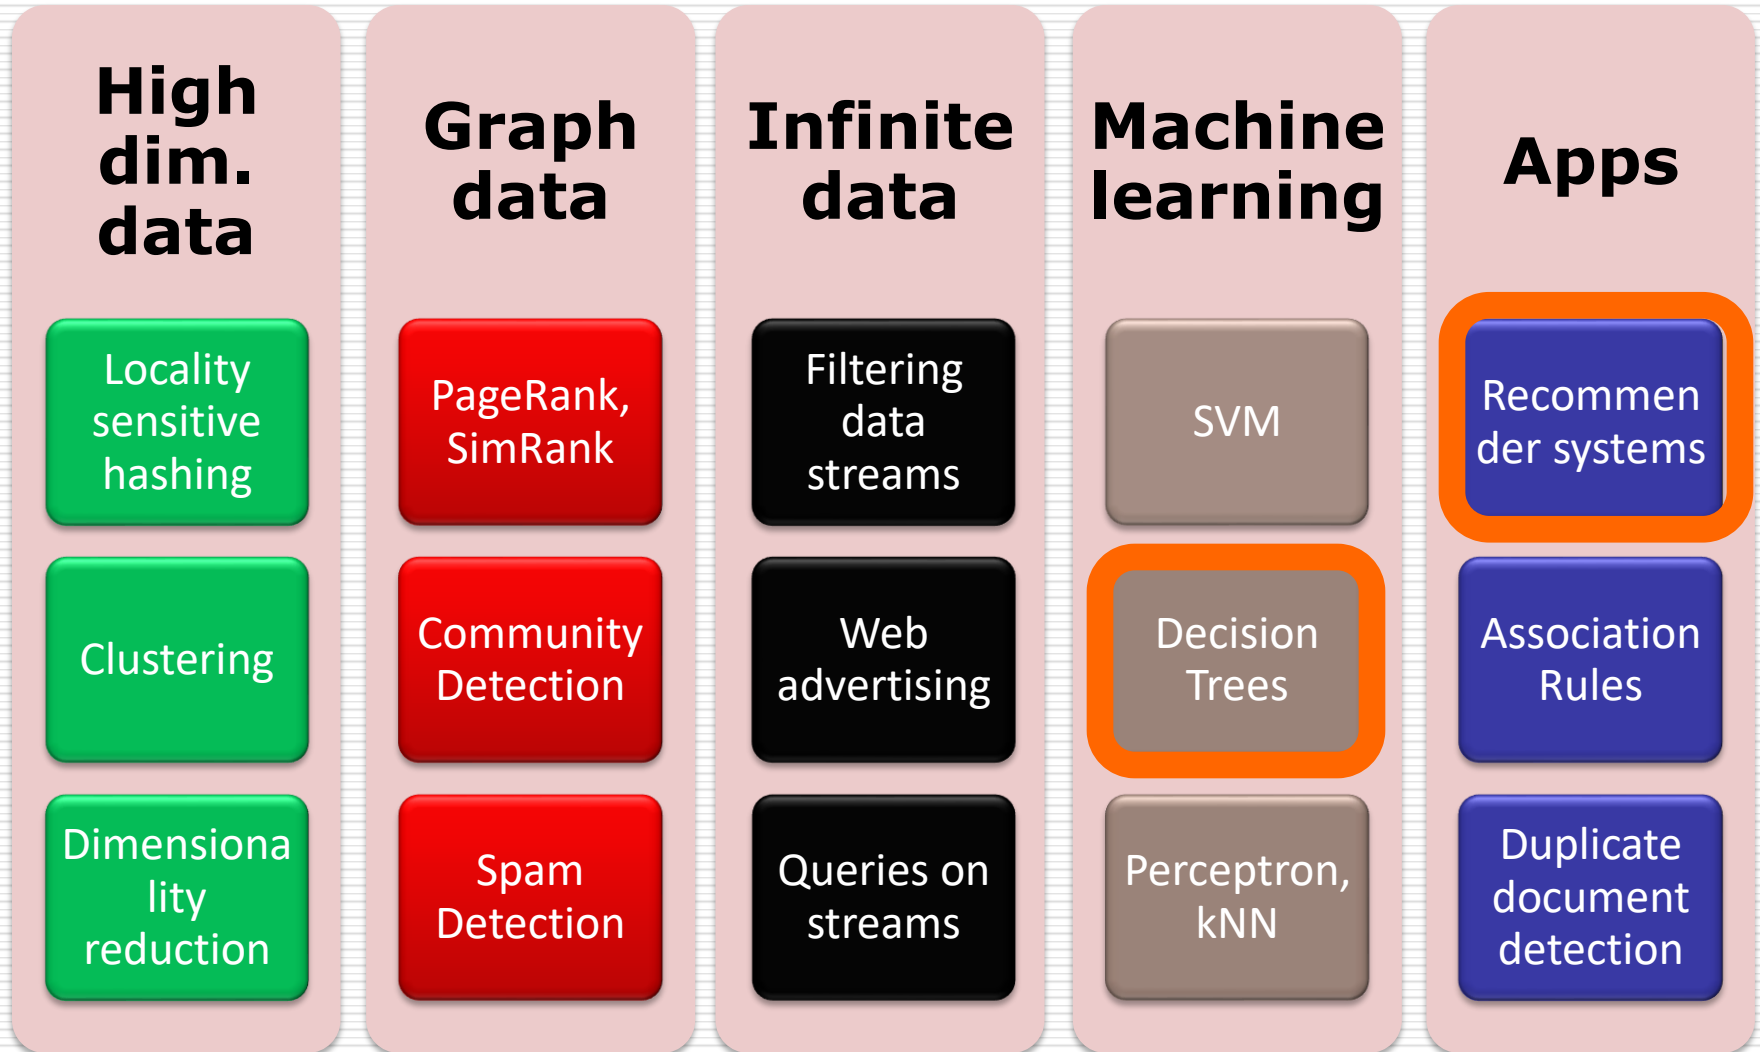 High
dim.
data
Locality
sensitive
hashing
Clustering
Dimensiona
lity
reduction
Graph
data
PageRank,
SimRank
Community
Detection
Spam
Detection
Infinite
data
Filtering
data
streams
Web
advertising
Queries on
streams
Machine
learning
SVM
Decision
Trees
Perceptron,
kNN
Apps
Recommen
der systems
Association
Rules
Duplicate
document
detection